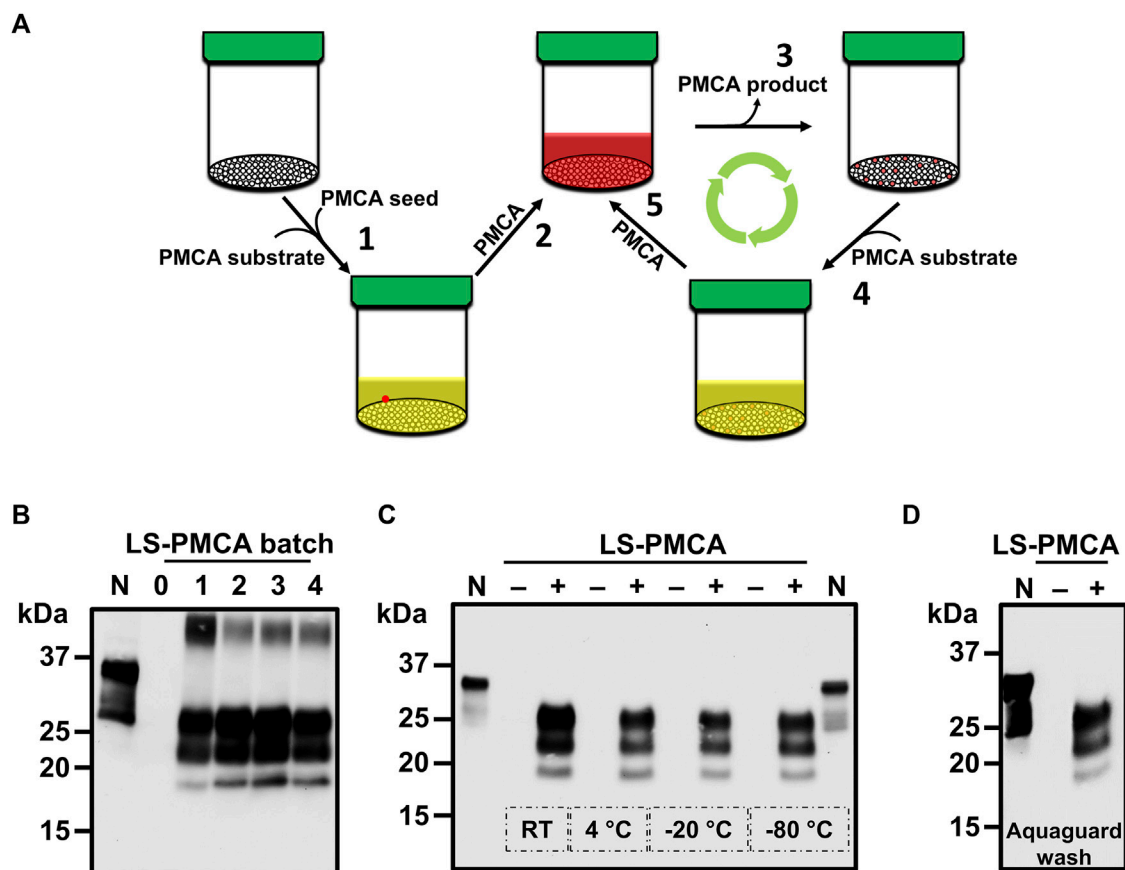 A
3
PMCA product
PMCA seed
PMCA substrate
1
PMCA
2
5
PMCA
PMCA substrate
4
B
LS-PMCA batch
N 0 1 2 3 4
kDa
37
25
20
15
C
LS-PMCA
N – + – + – + – + N
kDa
37
25
20
15
RT 4 °C -20 °C -80 °C
D
LS-PMCA
N – +
kDa
37
25
20
15
Aquaguard
wash